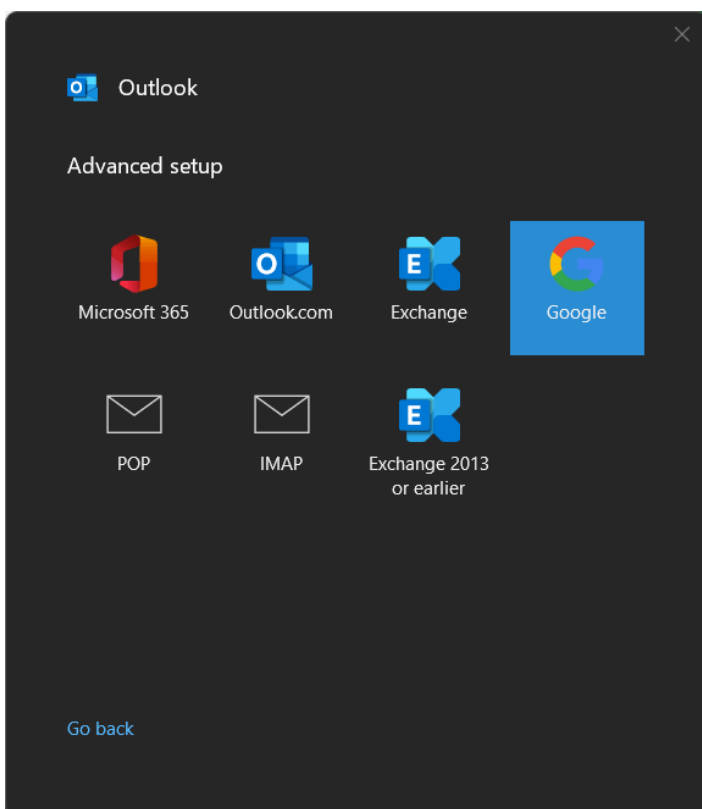 Outlook
Advanced setup
Microsoft 365
Outlook.com
Exchange
Google
POP
IMAP
Exchange 2013
or earlier
Go back